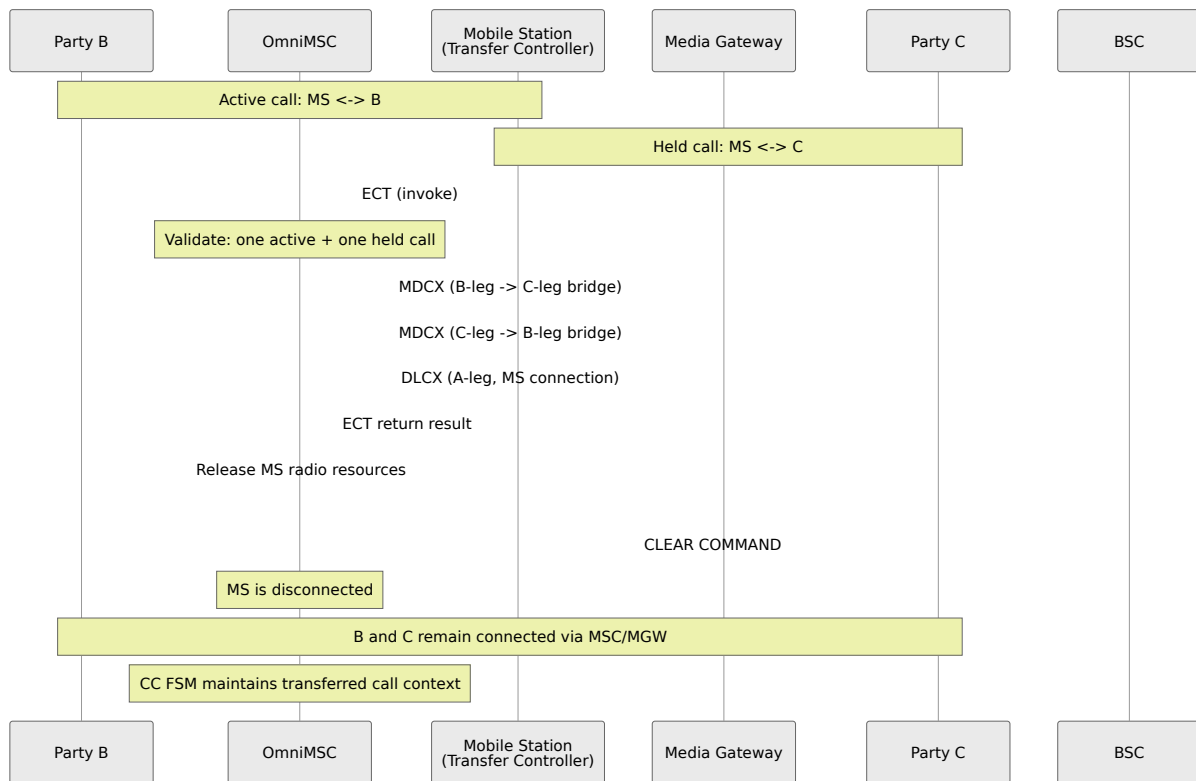 Party B
OmniMSC
Mobile Station
(Transfer Controller)
Media Gateway
Party C
BSC
Active call: MS <-> B
Held call: MS <-> C
ECT (invoke)
Validate: one active + one held call
MDCX (B-leg -> C-leg bridge)
MDCX (C-leg -> B-leg bridge)
DLCX (A-leg, MS connection)
ECT return result
Release MS radio resources
CLEAR COMMAND
MS is disconnected
B and C remain connected via MSC/MGW
CC FSM maintains transferred call context
Party B
OmniMSC
Mobile Station
(Transfer Controller)
Media Gateway
Party C
BSC